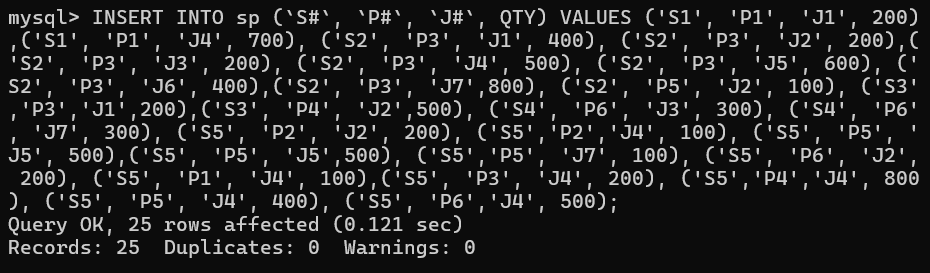 mysql> INSERT INTO sp (`S#`, `P#`, `J#`, QTY) VALUES ('S1', 'P1', 'J1', 200)
,('S1', 'P1', 'J4', 700), ('S2', 'P3', 'J1', 400), ('S2', 'P3', 'J2', 200),(
'S2', 'P3', 'J3', 200), ('S2', 'P3', 'J4', 500), ('S2', 'P3', 'J5', 600), ('
S2', 'P3', 'J6', 400),('S2', 'P3', 'J7',800), ('S2', 'P5', 'J2', 100), ('S3'
,'P3','J1',200),('S3', 'P4', 'J2',500), ('S4', 'P6', 'J3', 300), ('S4', 'P6'
, 'J7', 300), ('S5', 'P2', 'J2', 200), ('S5','P2','J4', 100), ('S5', 'P5', '
J5', 500),('S5', 'P5', 'J5',500), ('S5','P5', 'J7', 100), ('S5', 'P6', 'J2',
 200), ('S5', 'P1', 'J4', 100),('S5', 'P3', 'J4', 200), ('S5','P4','J4', 800
), ('S5', 'P5', 'J4', 400), ('S5', 'P6','J4', 500);
Query OK, 25 rows affected (0.121 sec)
Records: 25  Duplicates: 0  Warnings: 0